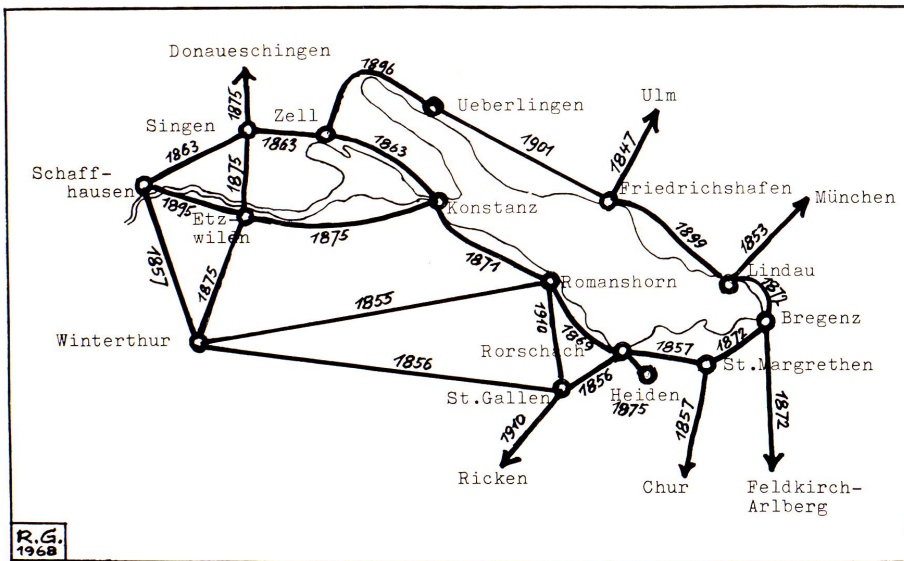 Donaueschingen
1896
1875
Zell
Ueberlingen
Ulm
Singen
1863
1863
1863
1901
1847
Schaff-
hausen
1875
Friedrichshafen
München
1895
Etz-
wilen
Konstanz
1875
1899
1853
1857
1875
1871
Lindau
1872
1855
Romanshorn
Bregenz
Winterthur
1910
1869
Rorschach
1857
1872
St.Margrethen
1856
St.Gallen
1856
Heiden
1875
1857
1872
1910
Ricken
Chur
Feldkirch-
Arlberg
R.G.
1968